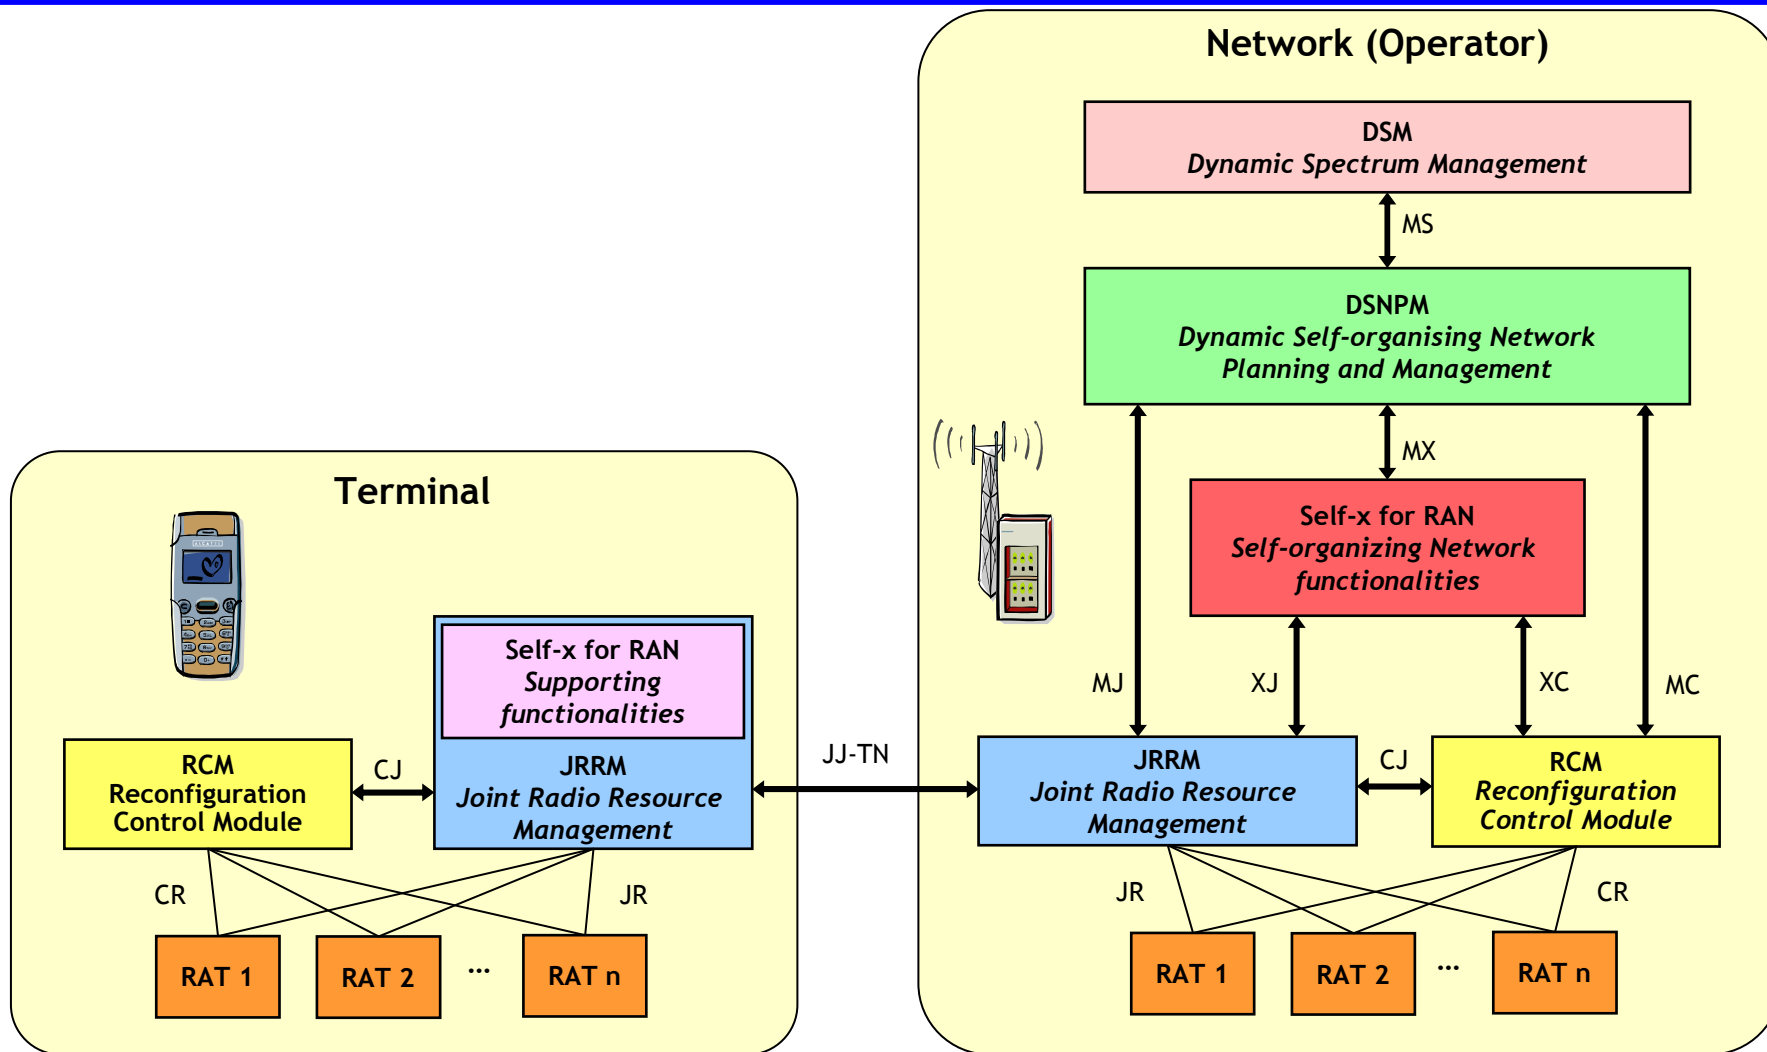 Network (Operator)
DSM
Dynamic Spectrum Management
MS
DSNPM
Dynamic Self-organising Network
Planning and Management
MX
Self-x for RAN
Self-organizing Network
functionalities
MJ
XJ
XC
MC
JRRM
Joint Radio Resource
Management
CJ
RCM
Reconfiguration
Control Module
JR
CR
RAT 1
RAT 2
...
RAT n
JJ-TN
Terminal
Self-x for RAN
Supporting
functionalities
RCM
Reconfiguration
Control Module
CJ
JRRM
Joint Radio Resource
Management
CR
JR
RAT 1
RAT 2
...
RAT n